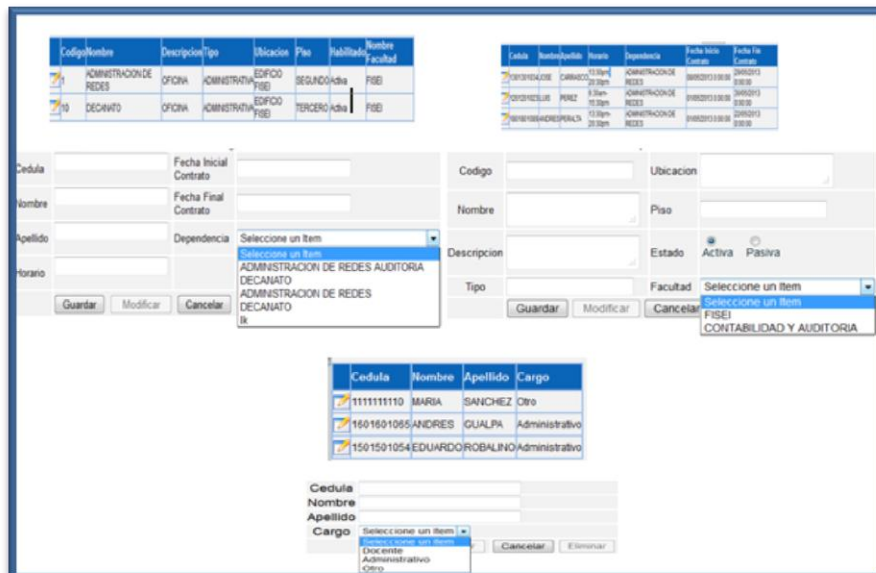 Codigo Nombre Descripcion Tipo Ubicacion Piso Habilitado Nombre Facultad
1 ADMINISTRACION DE REDES OFICINA ADMINISTRATIVA EDIFICO FISEI SEGUNDO Activa FISEI
10 DECANATO OFICINA ADMINISTRATIVA EDIFCO FISEI TERCERO Activa FISEI
Cedula Nombre Apellido Horario Dependencia Fecha Inicio Contrato Fecha Fin Contrato
JOSE CARRASCO ADMINISTRACION DE REDES
LUIS PEREZ ADMINISTRACION DE REDES
ANDRES PERALTA ADMINISTRACION DE REDES
Cedula Fecha Inicial Contrato
Nombre Fecha Final Contrato
Apellido Dependencia Seleccione un Item
Seleccione un Item
ADMINISTRACION DE REDES AUDITORIA
DECANATO
ADMINISTRACION DE REDES
DECANATO
lk
Horario
Guardar Modificar Cancelar
Codigo Ubicacion
Nombre Piso
Descripcion Estado Activa Pasiva
Tipo Facultad Seleccione un Item
Seleccione un Item
FISEI
CONTABILIDAD Y AUDITORIA
Guardar Modificar Cancelar
Cedula Nombre Apellido Cargo
1111111110 MARIA SANCHEZ Otro
1601601065 ANDRES GUALPA Administrativo
1501501054 EDUARDO ROBALINO Administrativo
Cedula
Nombre
Apellido
Cargo Seleccione un Item
Seleccione un Item
Docente
Administrativo
Otro
Cancelar Eliminar